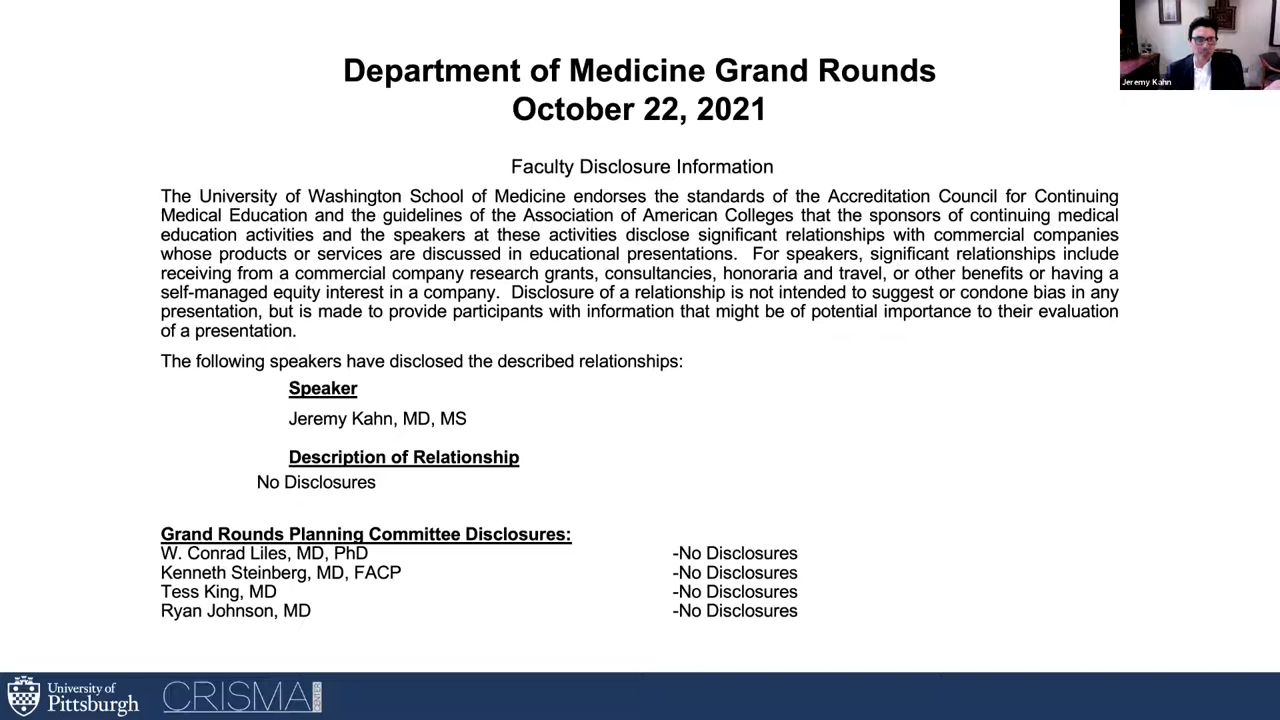 Department of Medicine Grand Rounds
October 22, 2021
Jeremy Kahn
Faculty Disclosure Information
The University of Washington School of Medicine endorses the standards of the Accreditation Council for Continuing
Medical Education and the guidelines of the Association of American Colleges that the sponsors of continuing medical
education activities and the speakers at these activities disclose significant relationships with commercial companies
whose products or services are discussed in educational presentations. For speakers, significant relationships include
receiving from a commercial company research grants, consultancies, honoraria and travel, or other benefits or having a
self-managed equity interest in a company. Disclosure of a relationship is not intended to suggest or condone bias in any
presentation, but is made to provide participants with information that might be of potential importance to their evaluation
of a presentation.
The following speakers have disclosed the described relationships:
Speaker
Jeremy Kahn, MD, MS
Description of Relationship
No Disclosures
Grand Rounds Planning Committee Disclosures:
W. Conrad Liles, MD, PhD -No Disclosures
Kenneth Steinberg, MD, FACP -No Disclosures
Tess King, MD -No Disclosures
Ryan Johnson, MD -No Disclosures
University of
Pittsburgh
CRISMA CENTER